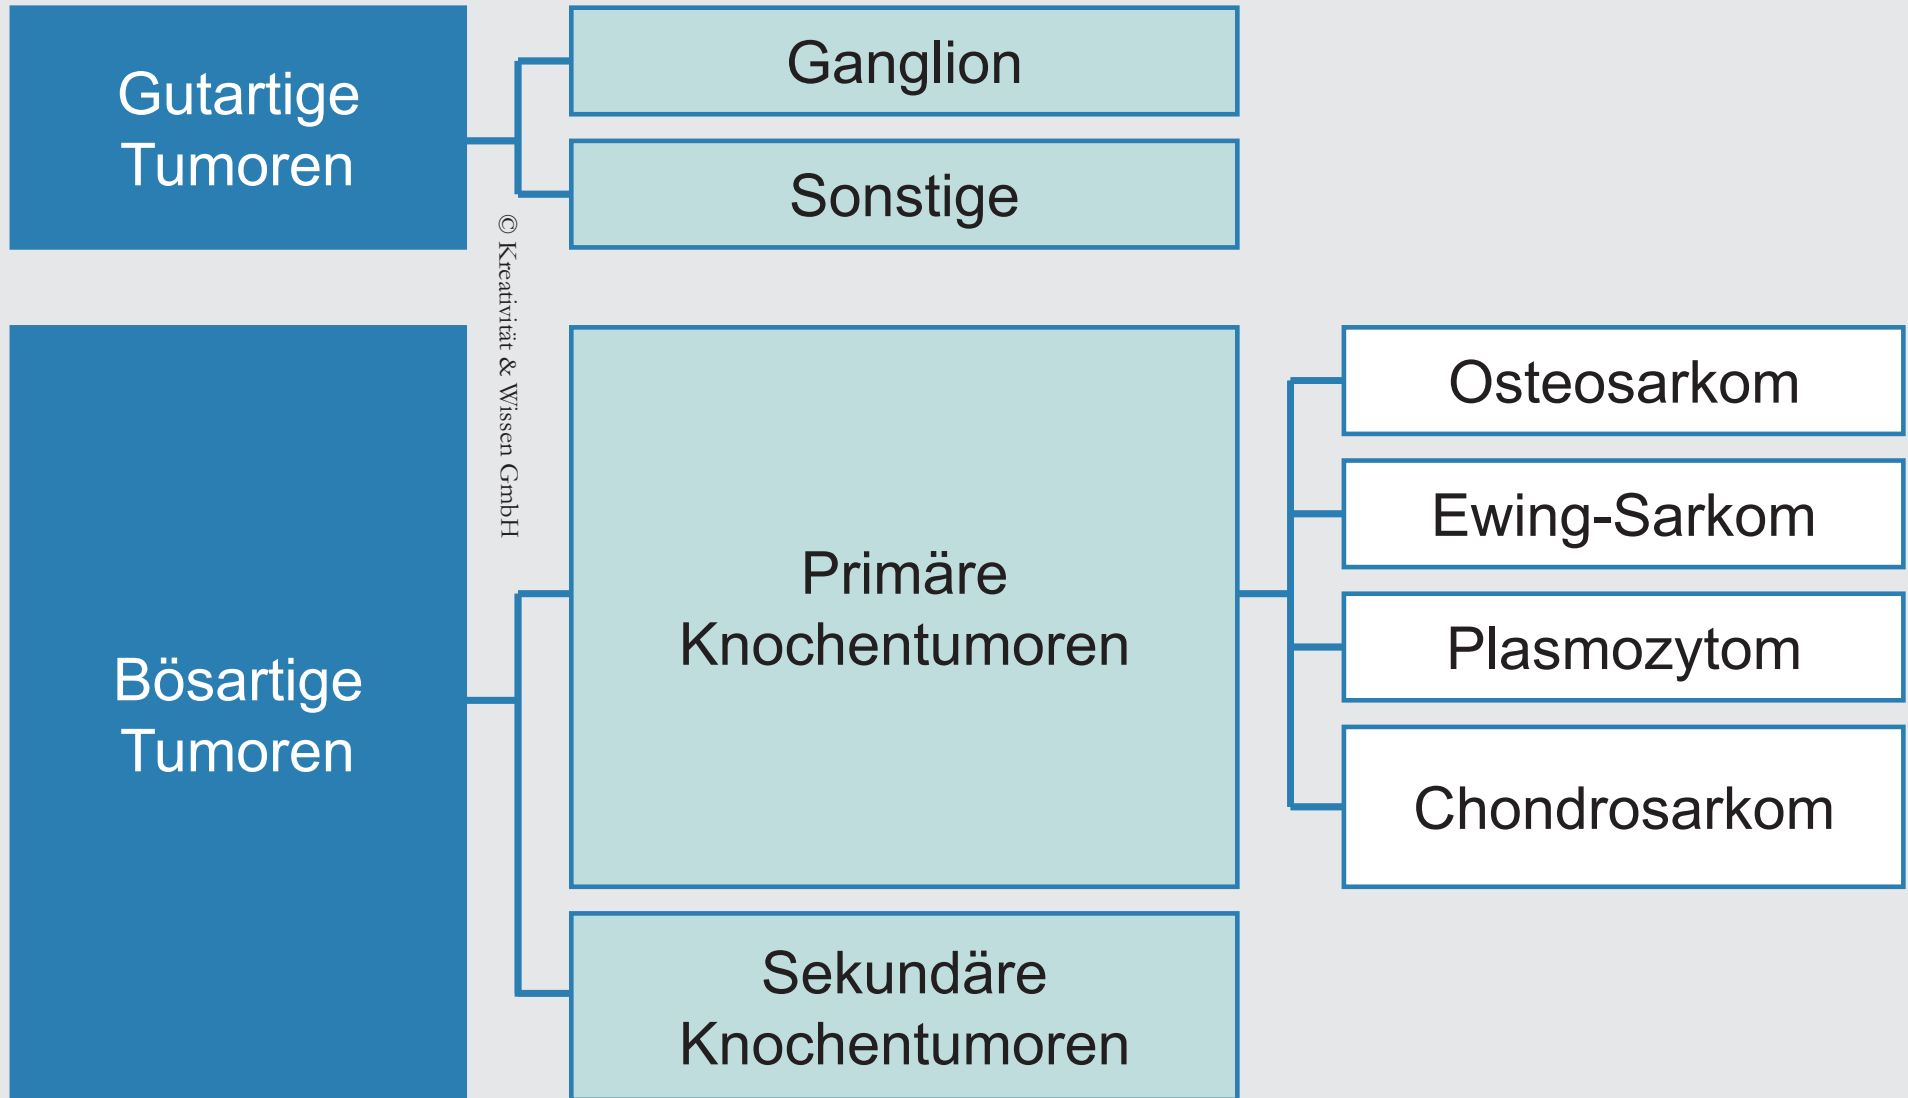 Gutartige
Tumoren
Ganglion
Sonstige
© Kreativität & Wissen GmbH
Bösartige
Tumoren
Primäre
Knochentumoren
Osteosarkom
Ewing-Sarkom
Plasmozytom
Chondrosarkom
Sekundäre
Knochentumoren